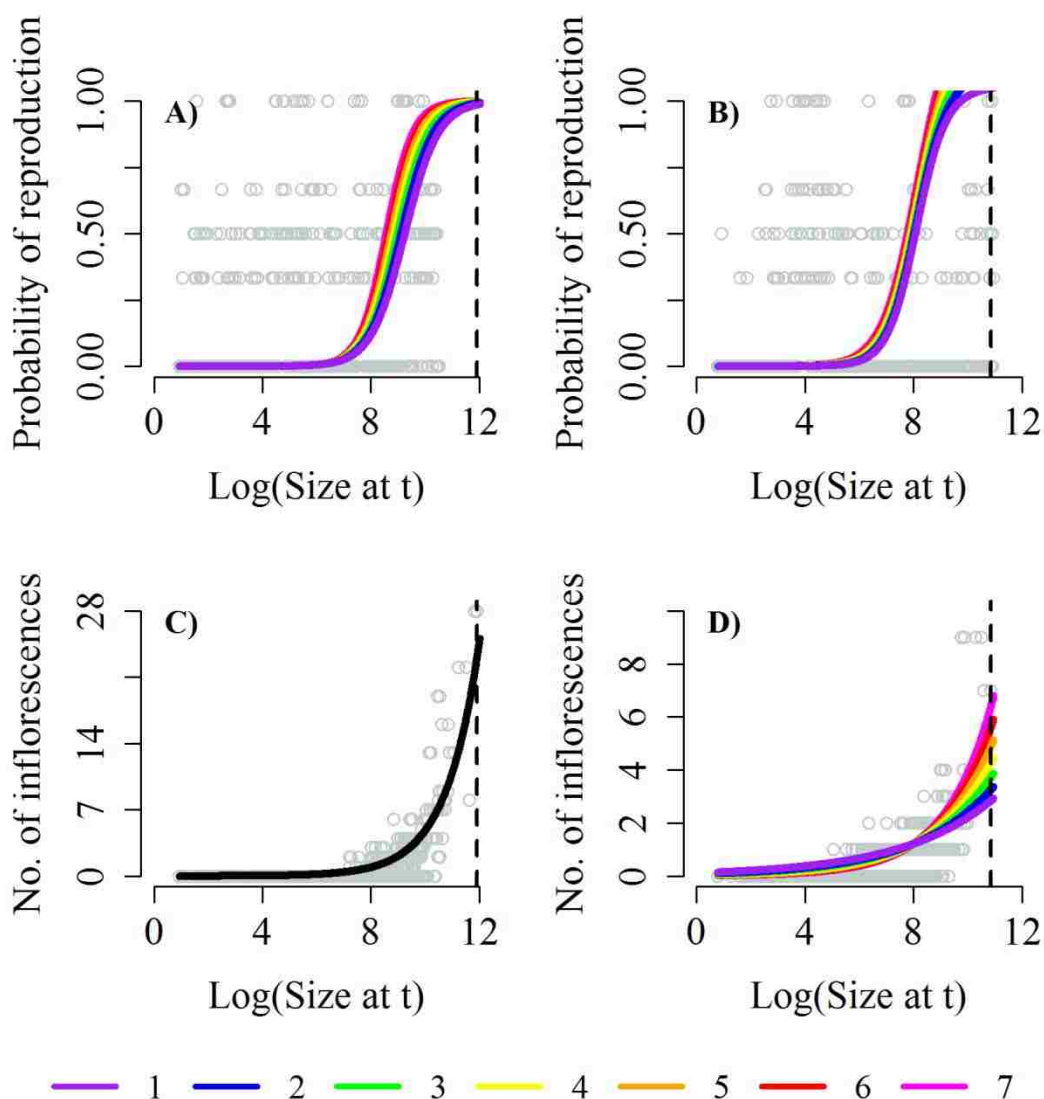 Probability of reproduction
0.00 0.50 1.00
A)
0 4 8 12
Log(Size at t)
Probability of reproduction
0.00 0.50 1.00
B)
0 4 8 12
Log(Size at t)
No. of inflorescences
0 7 14 28
C)
0 4 8 12
Log(Size at t)
No. of inflorescences
0 2 4 6 8
D)
0 4 8 12
Log(Size at t)
1 2 3 4 5 6 7